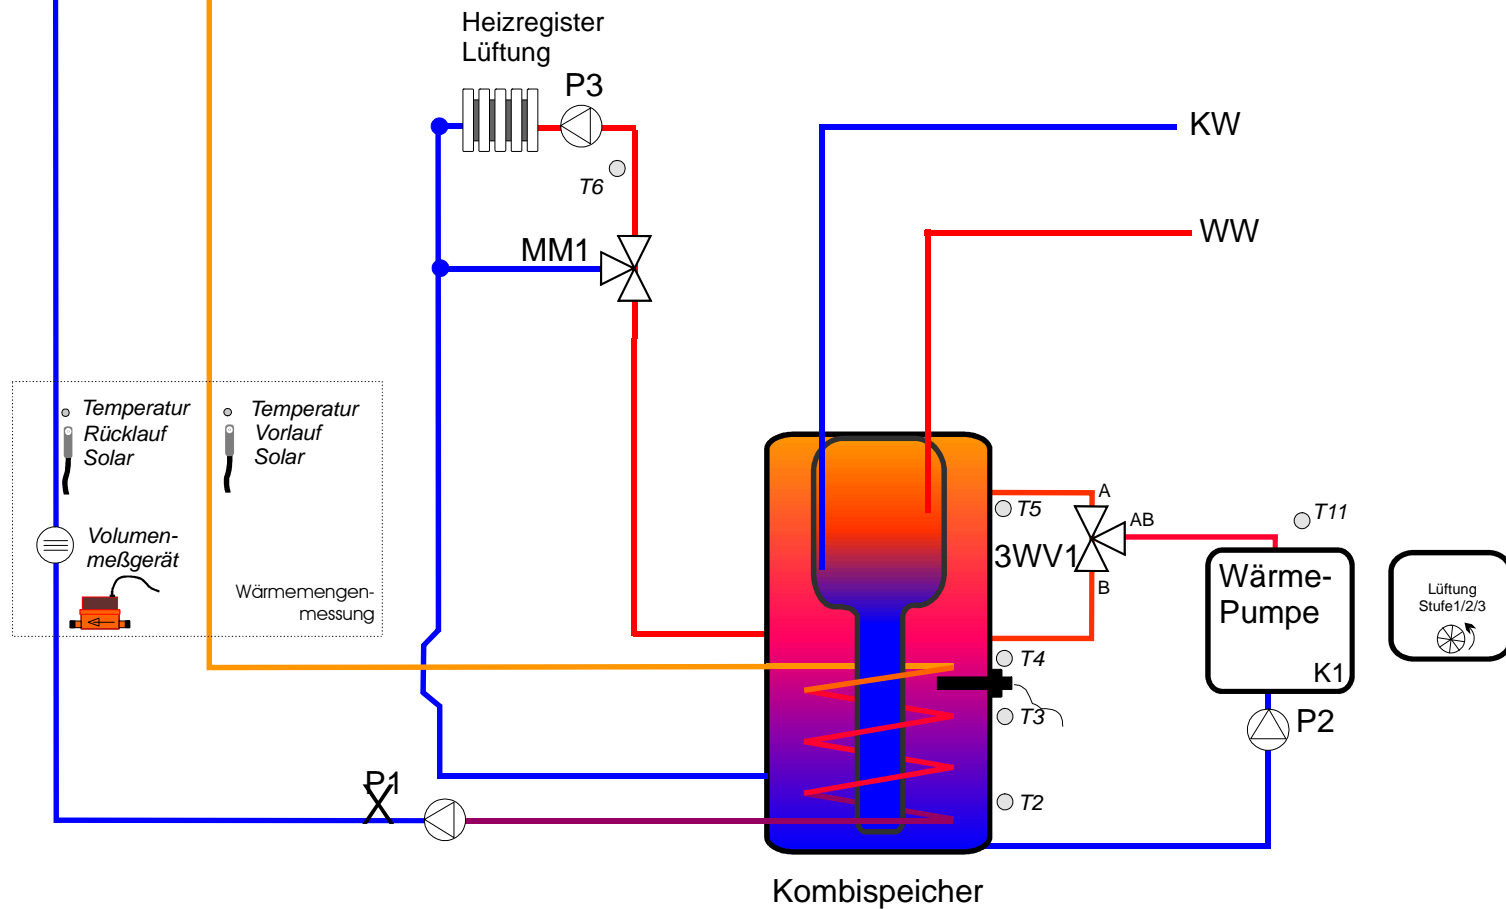 Heizregister
Lüftung
P3
KW
T6
WW
MM1
Temperatur
Rücklauf
Solar
Temperatur
Vorlauf
Solar
A
T5
AB
T11
Volumen-
meßgerät
3WV1
Wärme-
Pumpe
K1
Lüftung
Stufe1/2/3
B
Wärmemengen-
messung
T4
T3
P2
P1
T2
Kombispeicher